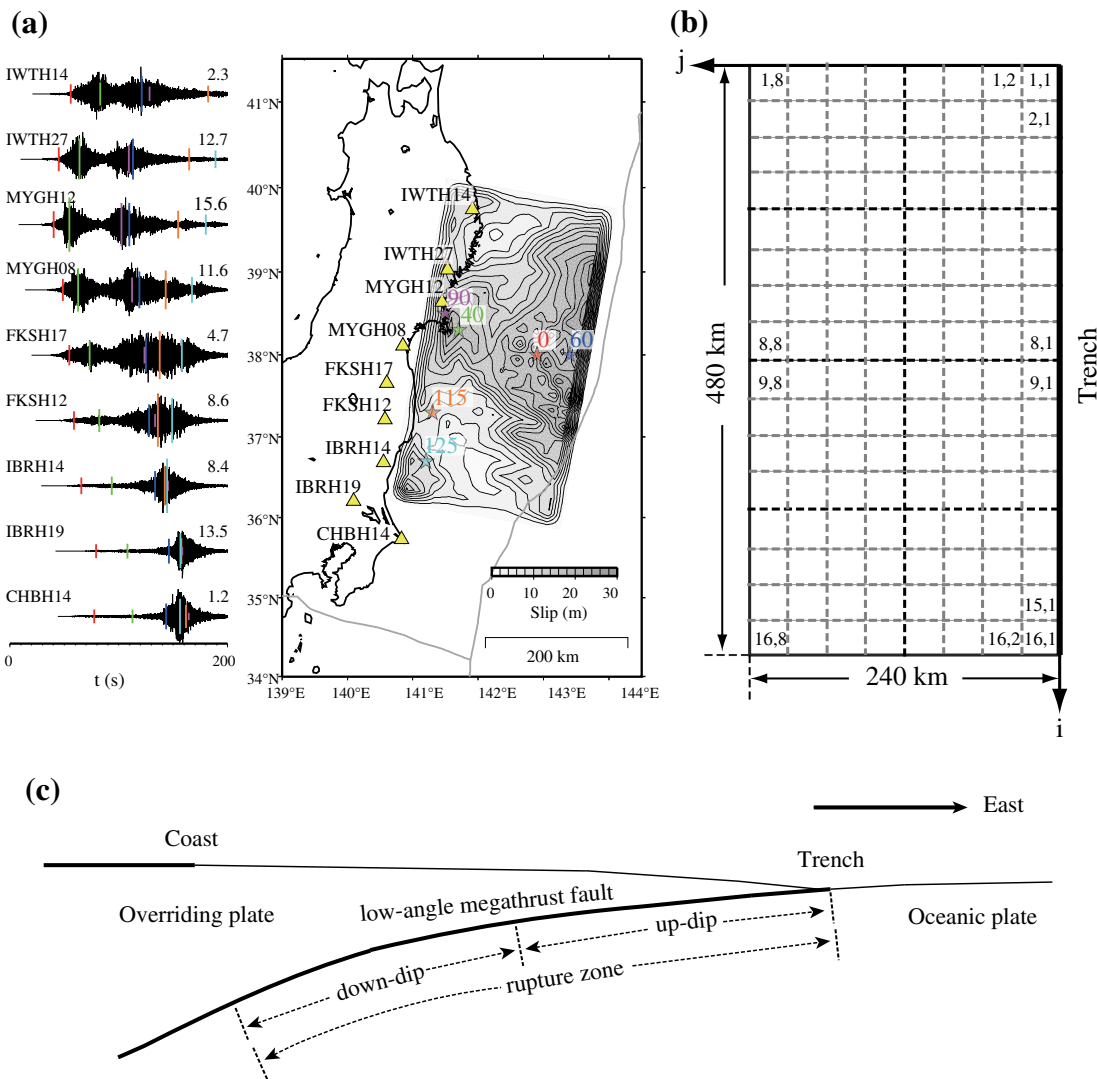 (a)
IWTH14 2.3
IWTH27 12.7
MYGH12 15.6
MYGH08 11.6
FKSH17 4.7
FKSH12 8.6
IBRH14 8.4
IBRH19 13.5
CHBH14 1.2
0 200
t (s)
41°N
40°N
39°N
38°N
37°N
36°N
35°N
34°N
139°E 140°E 141°E 142°E 143°E 144°E
IWTH14
IWTH27
MYGH12
90
40
MYGH08
0 60
FKSH17
FKSH12
115
IBRH14
125
IBRH19
CHBH14
0 10 20 30
Slip (m)
200 km
(b)
j
1,8 1,2 1,1
2,1
8,8 8,1
9,8 9,1
15,1
16,8 16,2 16,1
480 km
Trench
240 km
i
(c)
East
Coast
Trench
Overriding plate
low-angle megathrust fault
Oceanic plate
up-dip
down-dip
rupture zone